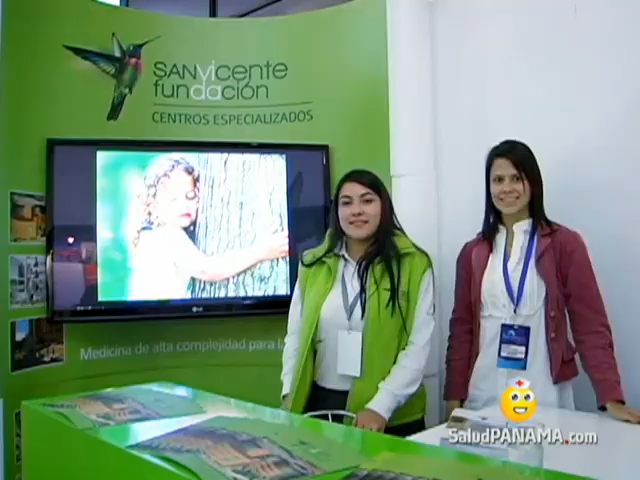 SANvicente
fundación
CENTROS ESPECIALIZADOS
LG
Medicina de alta complejidad para l
SaludPANAMA.com